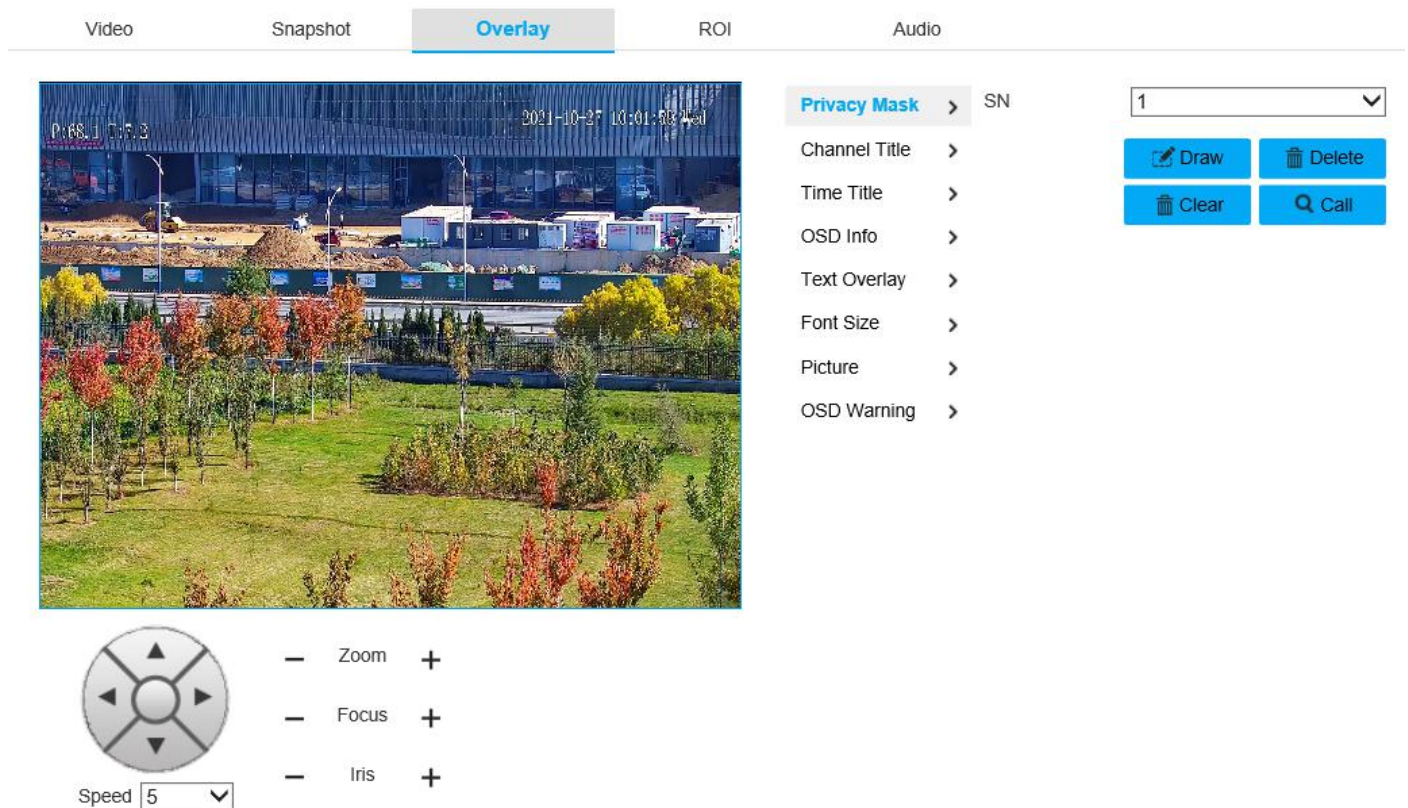 Video Snapshot Overlay ROI Audio
P:68.1 T:7.2
2021-10-27 10:01:59 Wed
Privacy Mask
Channel Title
Time Title
OSD Info
Text Overlay
Font Size
Picture
OSD Warning
SN 1
Draw Delete
Clear Call
Zoom
Focus
Iris
Speed 5